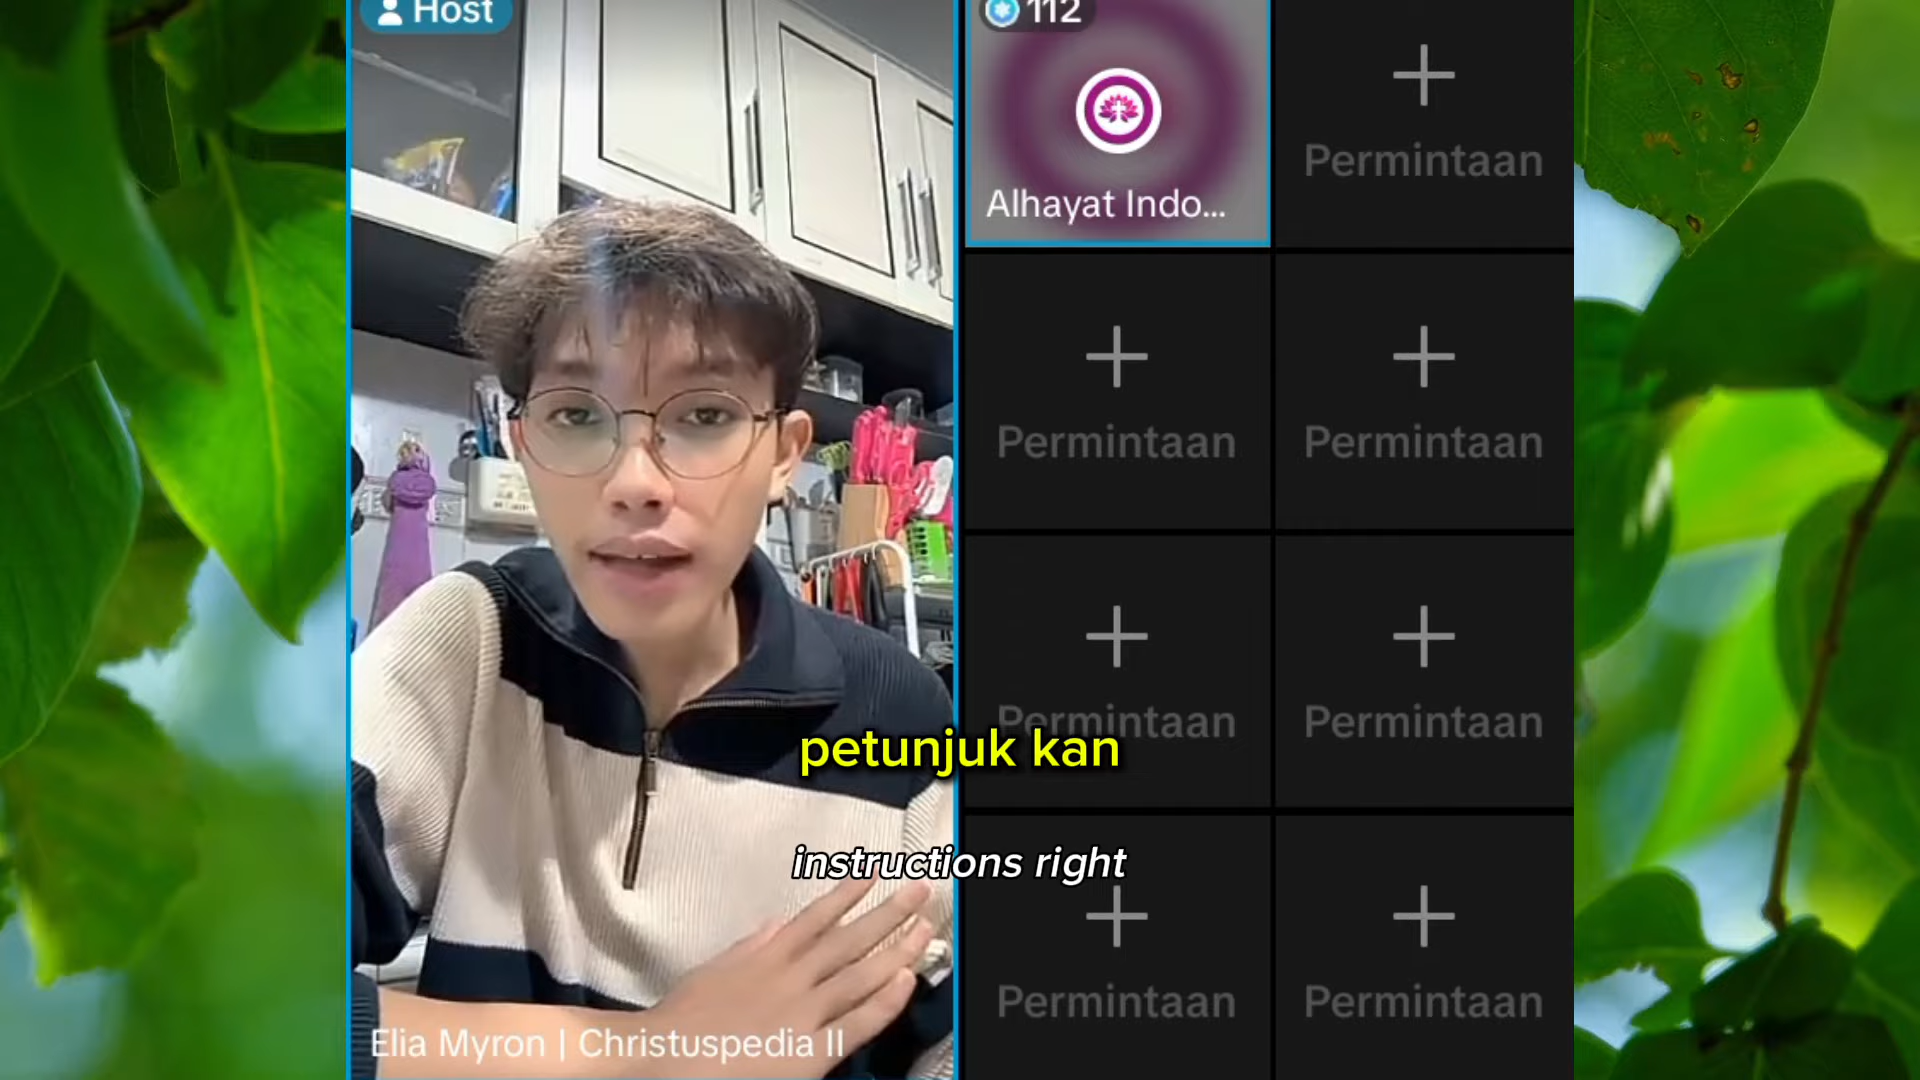 Host
112
Alhayat Indo...
Permintaan
Permintaan
Permintaan
Permintaan
Permintaan
petunjuk kan
instructions right
Permintaan
Permintaan
Elia Myron | Christuspedia II